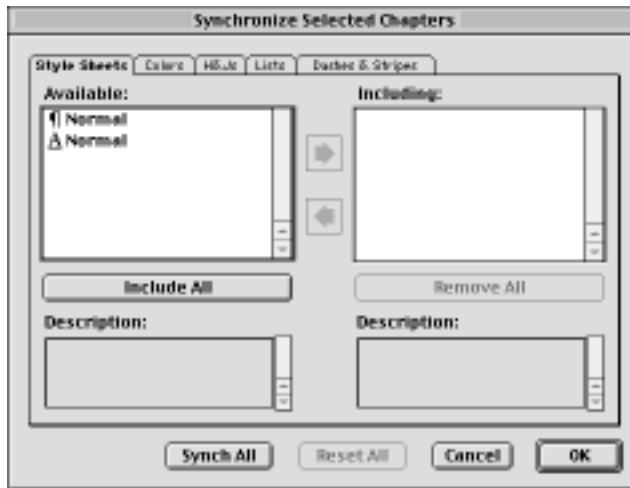 Synchronize Selected Chapters
Style Sheets Colors H&Js Lists Dashes & Stripes
Available: Including:
¶ Normal
A Normal
Include All Remove All
Description: Description:
Synch All Reset All Cancel OK